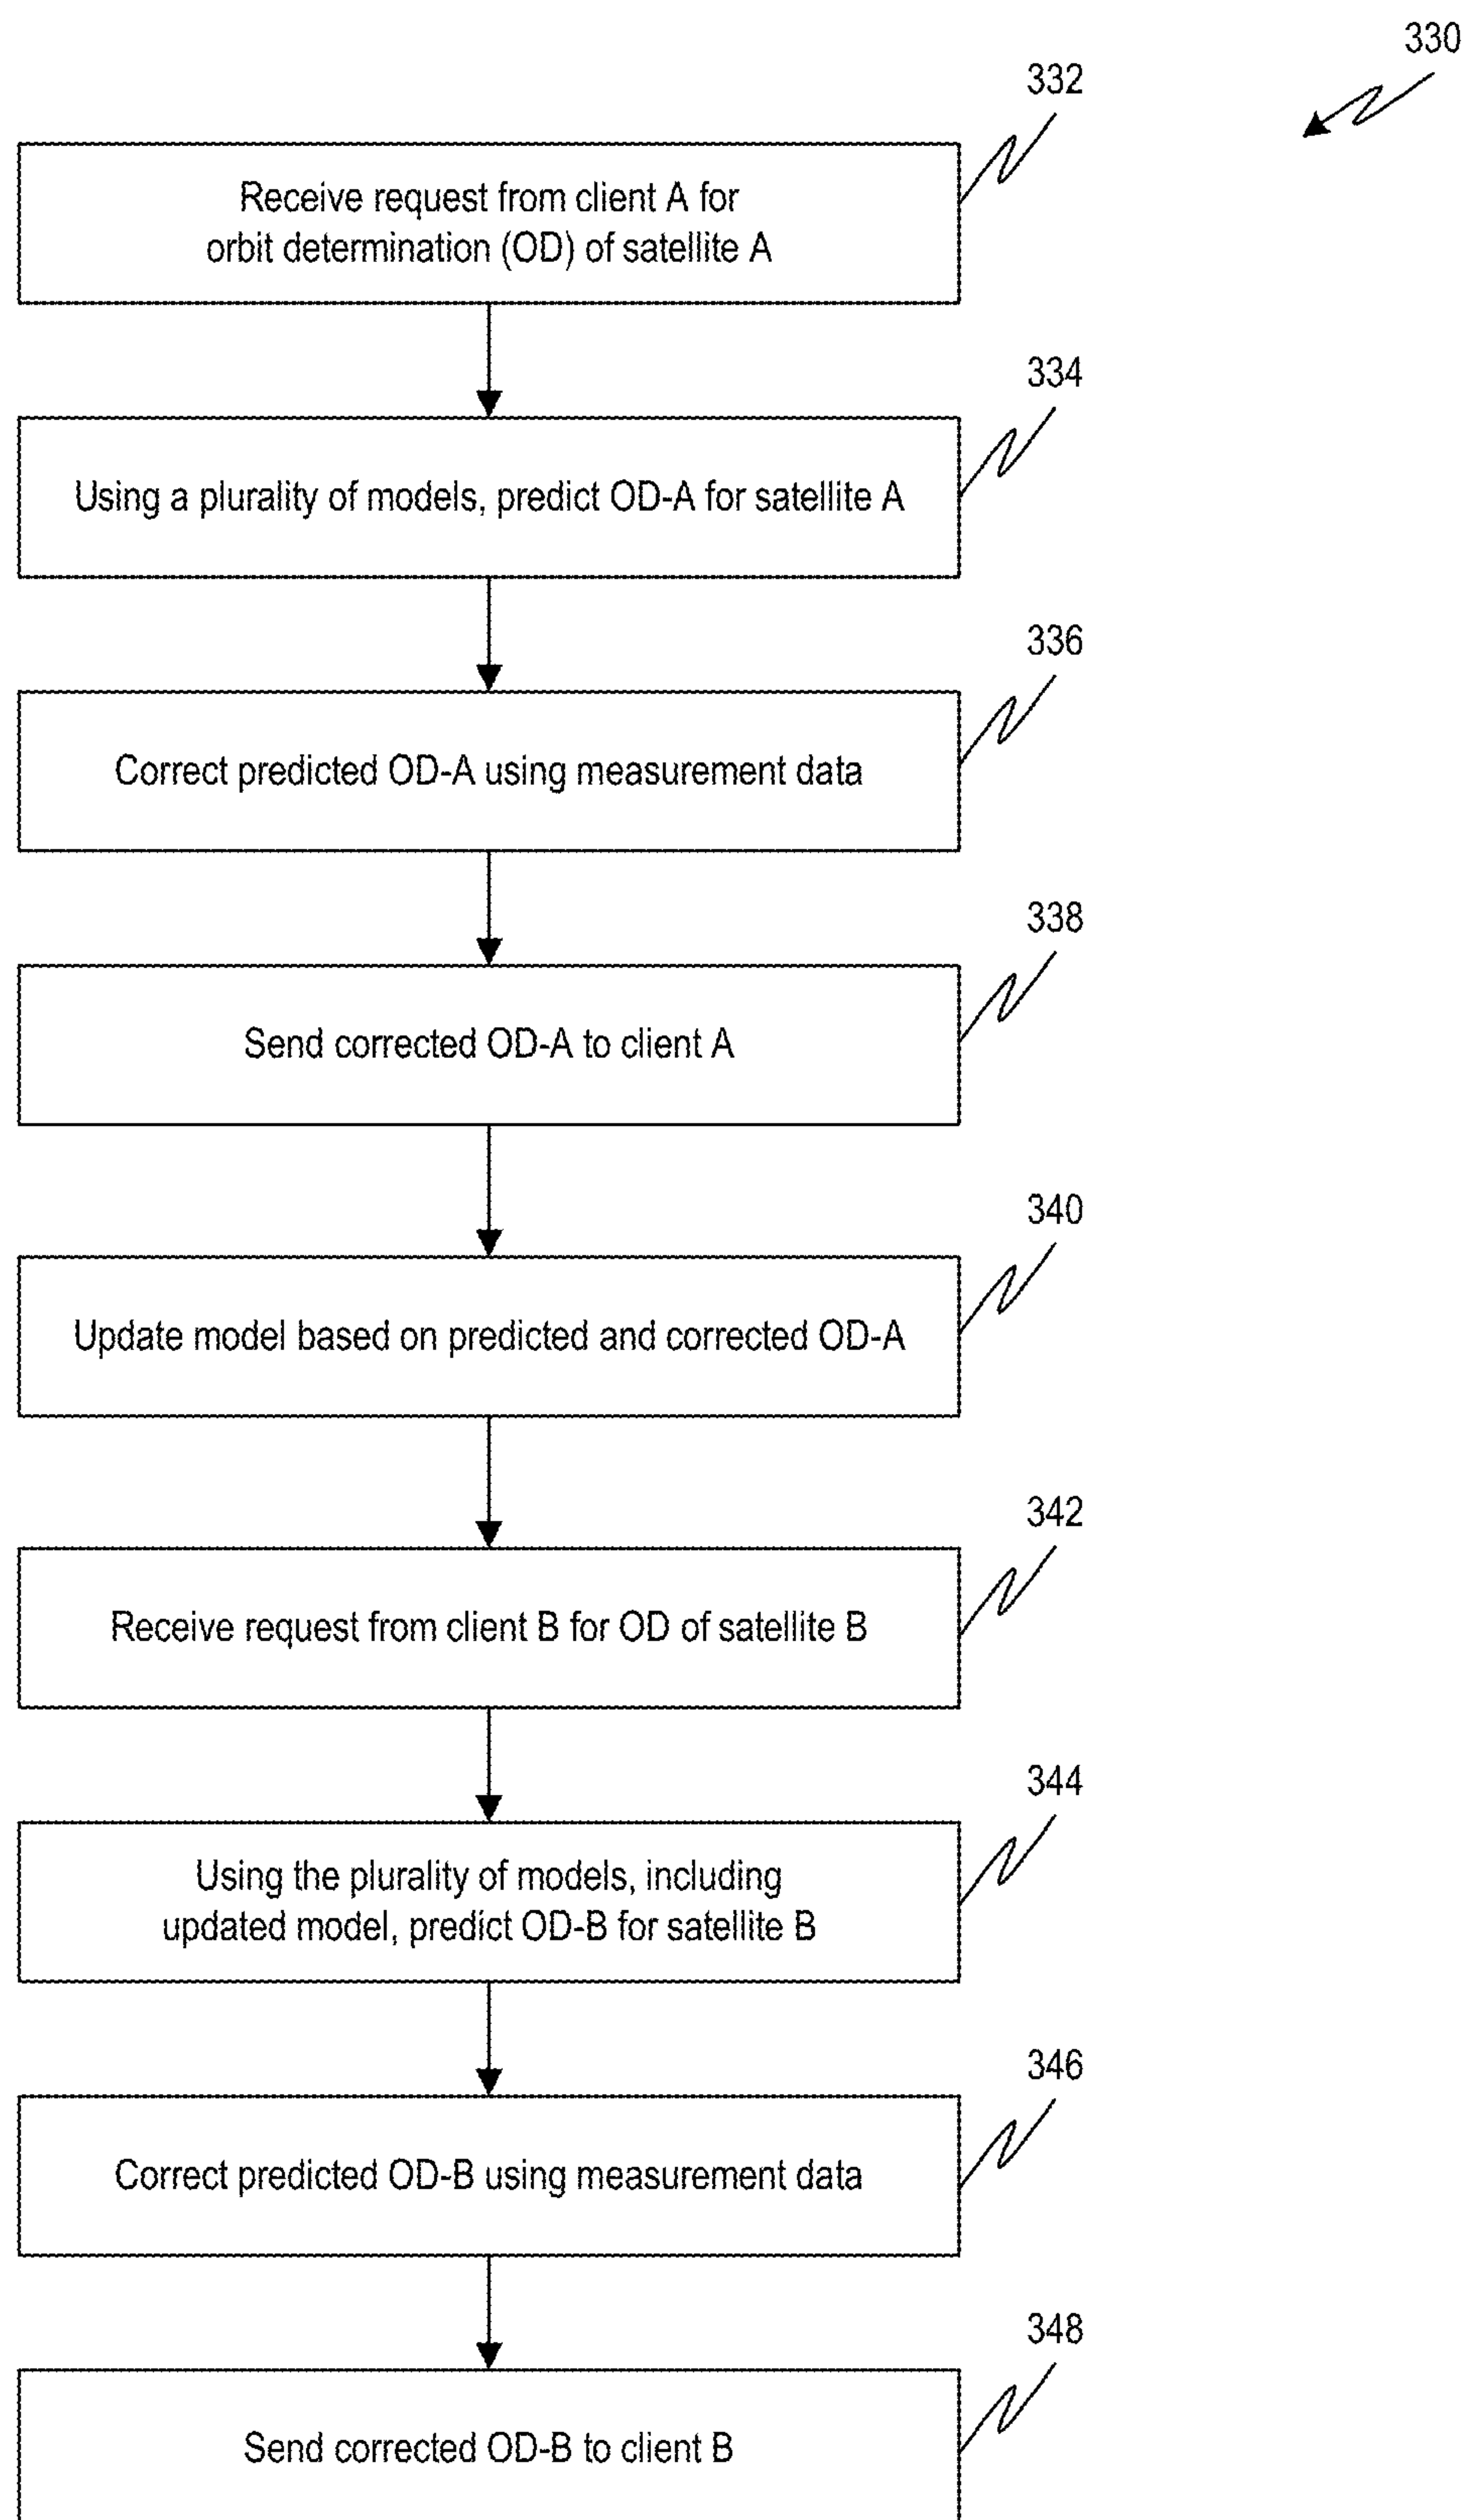 330
332
Receive request from client A for
orbit determination (OD) of satellite A
334
Using a plurality of models, predict OD-A for satellite A
336
Correct predicted OD-A using measurement data
338
Send corrected OD-A to client A
340
Update model based on predicted and corrected OD-A
342
Receive request from client B for OD of satellite B
344
Using the plurality of models, including
updated model, predict OD-B for satellite B
346
Correct predicted OD-B using measurement data
348
Send corrected OD-B to client B